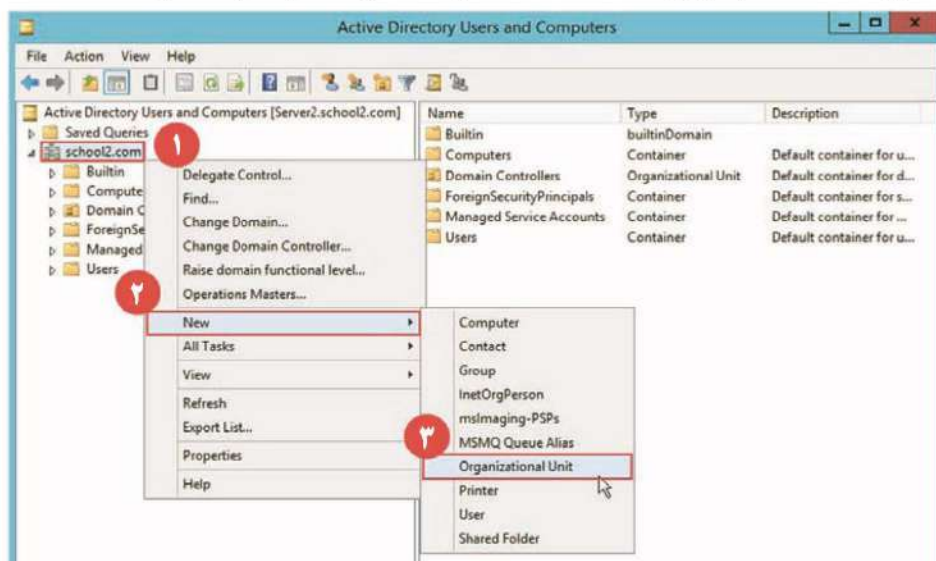 Active Directory Users and Computers
File Action View Help
Active Directory Users and Computers [Server2.school2.com]
Saved Queries
school2.com
Builtin
Compute
Domain C
ForeignSe
Managed
Users
۱
Delegate Control...
Find...
Change Domain...
Change Domain Controller...
Raise domain functional level...
Operations Masters...
۲
New
All Tasks
View
Refresh
Export List...
Properties
Help
Name Type Description
Builtin builtinDomain
Computers Container Default container for u...
Domain Controllers Organizational Unit Default container for d...
ForeignSecurityPrincipals Container Default container for s...
Managed Service Accounts Container Default container for ...
Users Container Default container for u...
Computer
Contact
Group
InetOrgPerson
msImaging-PSPs
MSMQ Queue Alias
۳
Organizational Unit
Printer
User
Shared Folder